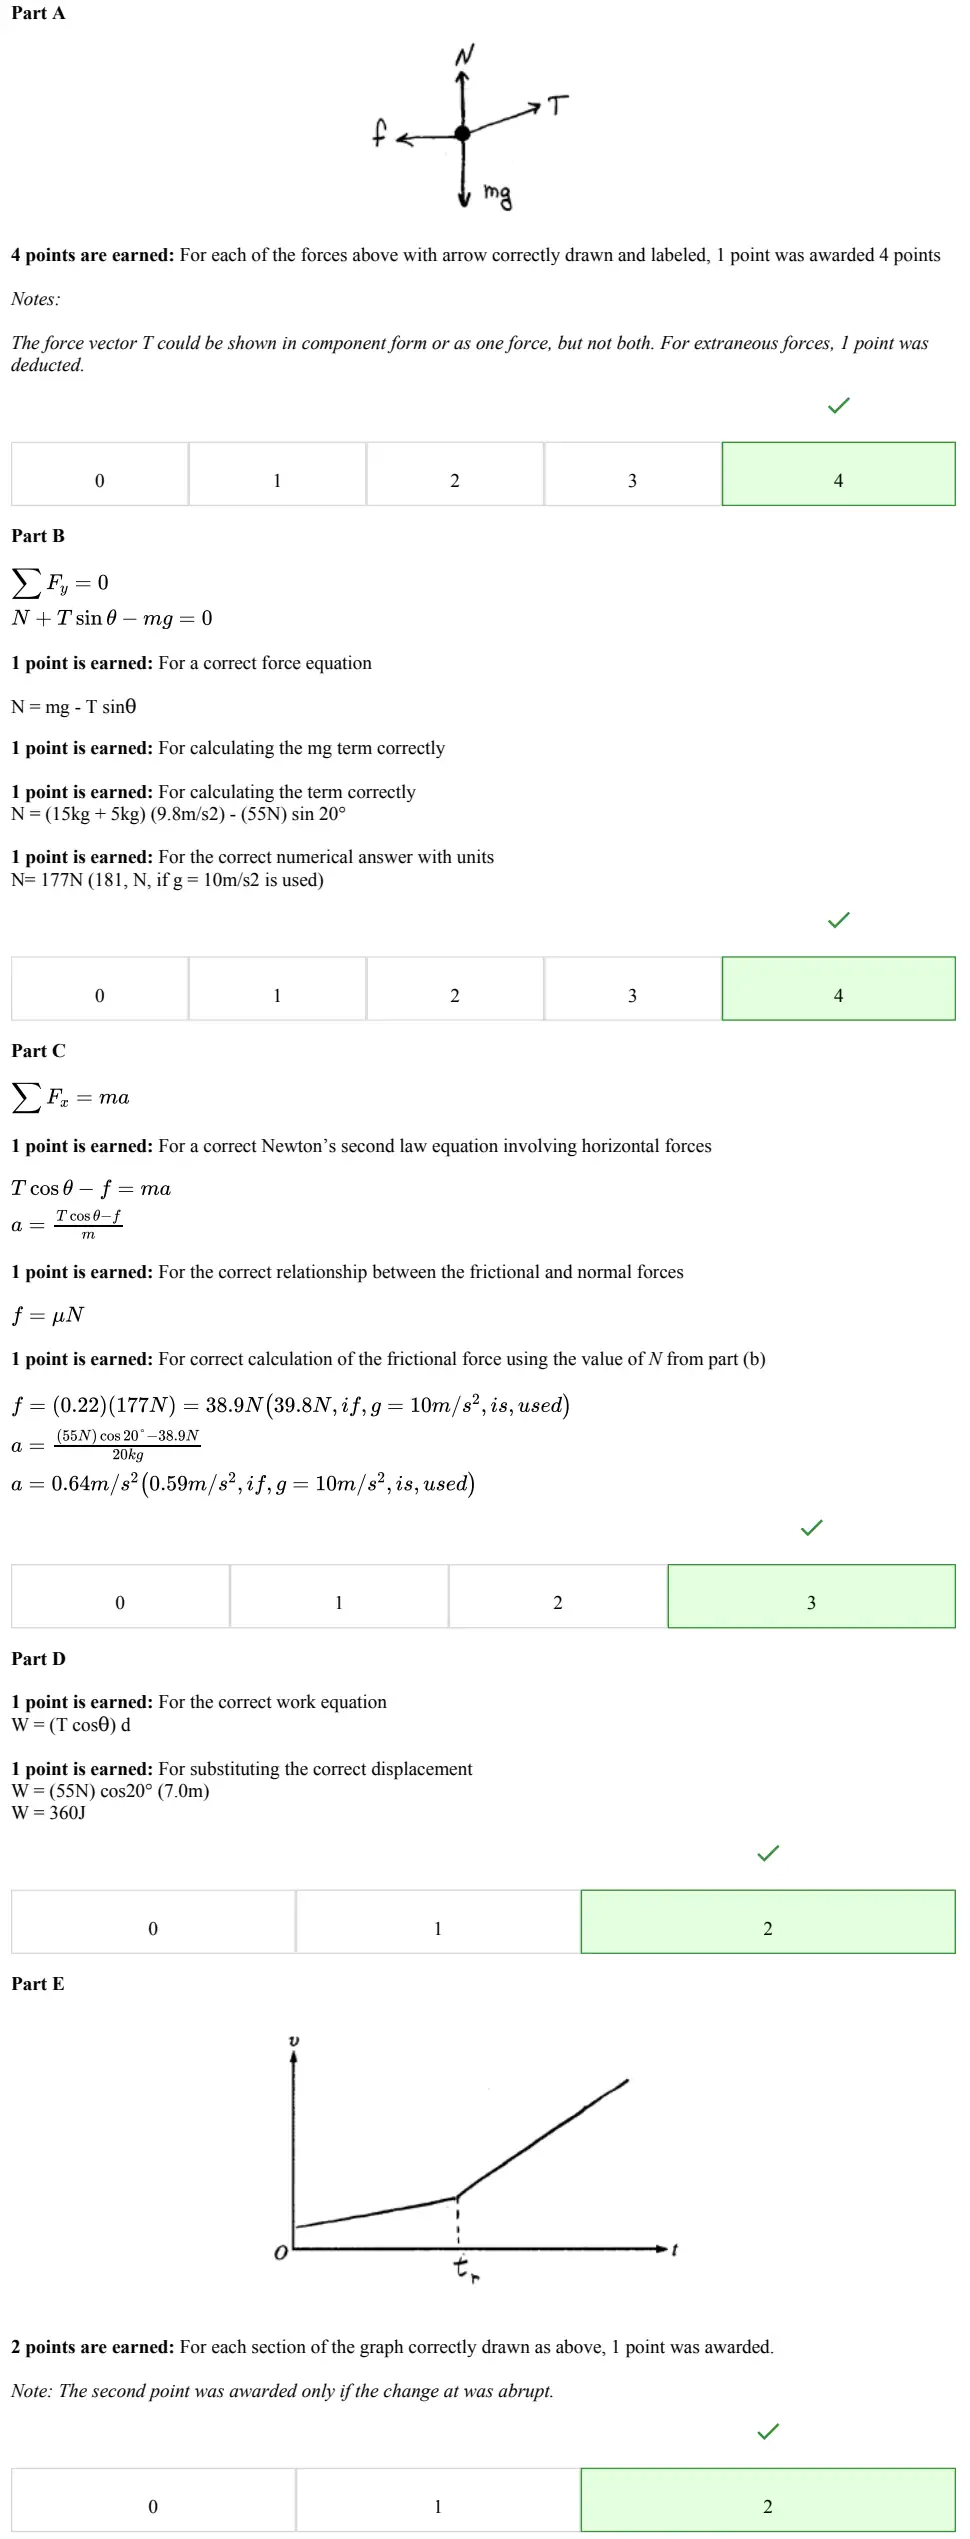 Part A
N
T
f
mg
4 points are earned: For each of the forces above with arrow correctly drawn and labeled, 1 point was awarded 4 points
Notes:
The force vector T could be shown in component form or as one force, but not both. For extraneous forces, 1 point was
deducted.
0 1 2 3 4
Part B
∑ F_y = 0
N + T sin θ − mg = 0
1 point is earned: For a correct force equation
N = mg - T sinθ
1 point is earned: For calculating the mg term correctly
1 point is earned: For calculating the term correctly
N = (15kg + 5kg) (9.8m/s2) - (55N) sin 20°
1 point is earned: For the correct numerical answer with units
N= 177N (181, N, if g = 10m/s2 is used)
0 1 2 3 4
Part C
∑ F_x = ma
1 point is earned: For a correct Newton’s second law equation involving horizontal forces
T cos θ − f = ma
a = (T cos θ−f)/m
1 point is earned: For the correct relationship between the frictional and normal forces
f = μN
1 point is earned: For correct calculation of the frictional force using the value of N from part (b)
f = (0.22)(177N) = 38.9N(39.8N, if, g = 10m/s², is, used)
a = ((55N) cos 20°−38.9N)/20kg
a = 0.64m/s²(0.59m/s², if, g = 10m/s², is, used)
0 1 2 3
Part D
1 point is earned: For the correct work equation
W = (T cosθ) d
1 point is earned: For substituting the correct displacement
W = (55N) cos20° (7.0m)
W = 360J
0 1 2
Part E
v
O
t
t_r
2 points are earned: For each section of the graph correctly drawn as above, 1 point was awarded.
Note: The second point was awarded only if the change at was abrupt.
0 1 2